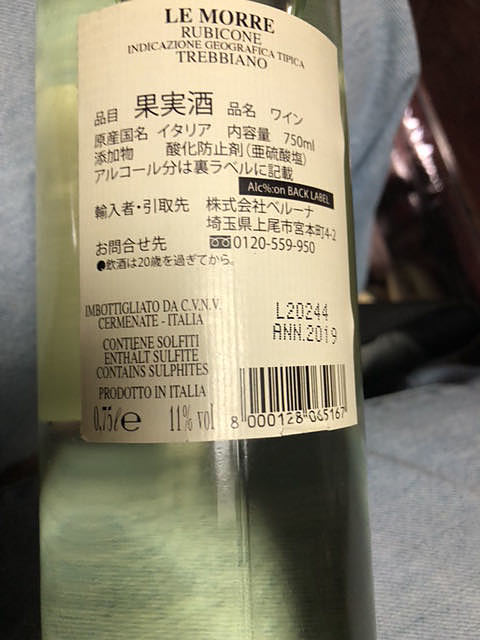 LE MORRE
RUBICONE
INDICAZIONE GEOGRAFICA TIPICA
TREBBIANO
品目 果実酒 品名 ワイン
原産国名 イタリア 内容量 750ml
添加物 酸化防止剤(亜硫酸塩)
アルコール分は裏ラベルに記載
Alc%:on BACK LABEL
輸入者・引取先 株式会社ベルーナ
埼玉県上尾市宮本町4-2
お問合せ先 0120-559-950
●飲酒は20歳を過ぎてから。
IMBOTTIGLIATO DA C.V.N.V.
CERMENATE - ITALIA
L20244
ANN.2019
CONTIENE SOLFITI
ENTHALT SULFITE
CONTAINS SULPHITES
PRODOTTO IN ITALIA
0,75ℓ℮ 11% vol
8 000128 065167